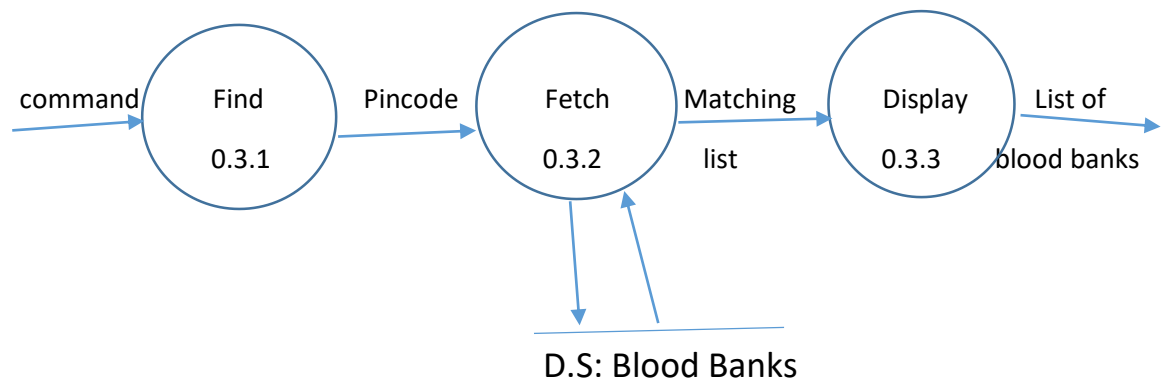 command
Find
0.3.1
Pincode
Fetch
0.3.2
Matching
list
Display
0.3.3
List of
blood banks
D.S: Blood Banks